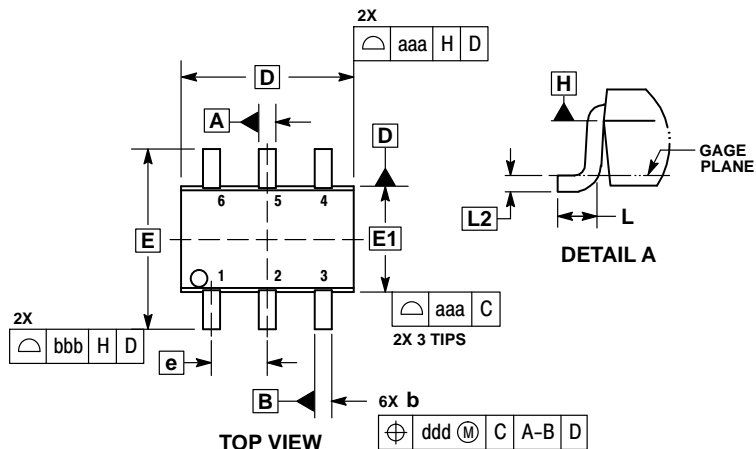 2X
⌓ aaa H D
D
A
D
H
GAGE
PLANE
6 5 4
L2
L
E
E1
DETAIL A
1 2 3
⌓ aaa C
2X 3 TIPS
2X
⌓ bbb H D
e
B
6X b
⌖ ddd Ⓜ C A-B D
TOP VIEW